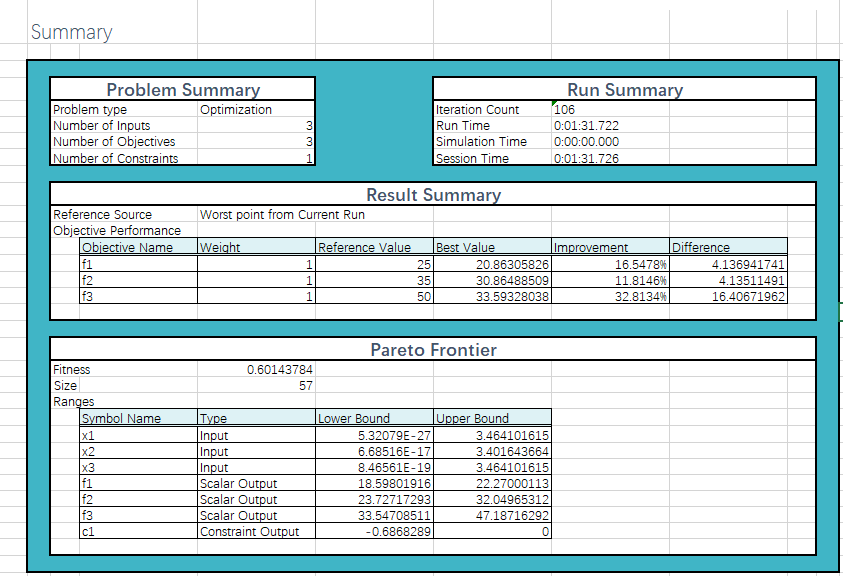 Summary
Problem Summary
Problem type Optimization
Number of Inputs 3
Number of Objectives 3
Number of Constraints 1
Run Summary
Iteration Count 106
Run Time 0:01:31.722
Simulation Time 0:00:00.000
Session Time 0:01:31.726
Result Summary
Reference Source Worst point from Current Run
Objective Performance
Objective Name Weight Reference Value Best Value Improvement Difference
f1 1 25 20.86305826 16.5478% 4.136941741
f2 1 35 30.86488509 11.8146% 4.13511491
f3 1 50 33.59328038 32.8134% 16.40671962
Pareto Frontier
Fitness 0.60143784
Size 57
Ranges
Symbol Name Type Lower Bound Upper Bound
x1 Input 5.32079E-27 3.464101615
x2 Input 6.68516E-17 3.401643664
x3 Input 8.46561E-19 3.464101615
f1 Scalar Output 18.59801916 22.27000113
f2 Scalar Output 23.72717293 32.04965312
f3 Scalar Output 33.54708511 47.18716292
c1 Constraint Output -0.6868289 0